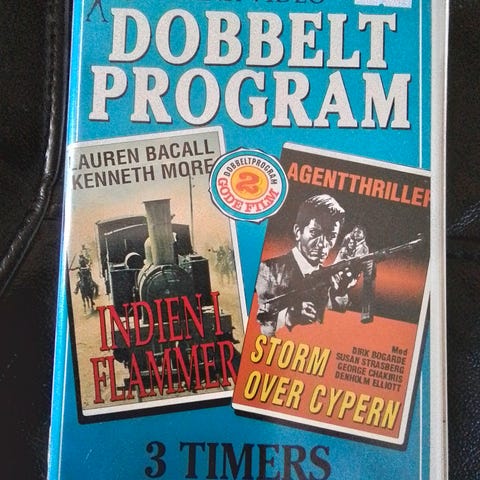 VIDEO
DOBBELT
PROGRAM
LAUREN BACALL
KENNETH MORE
INDIEN I
FLAMMER
DOBBELTPROGRAM
2
GODE FILM
AGENTTHRILLER
STORM
OVER CYPERN
Med
DIRK BOGARDE
SUSAN STRASBERG
GEORGE CHAKIRIS
DENHOLM ELLIOTT
3 TIMERS